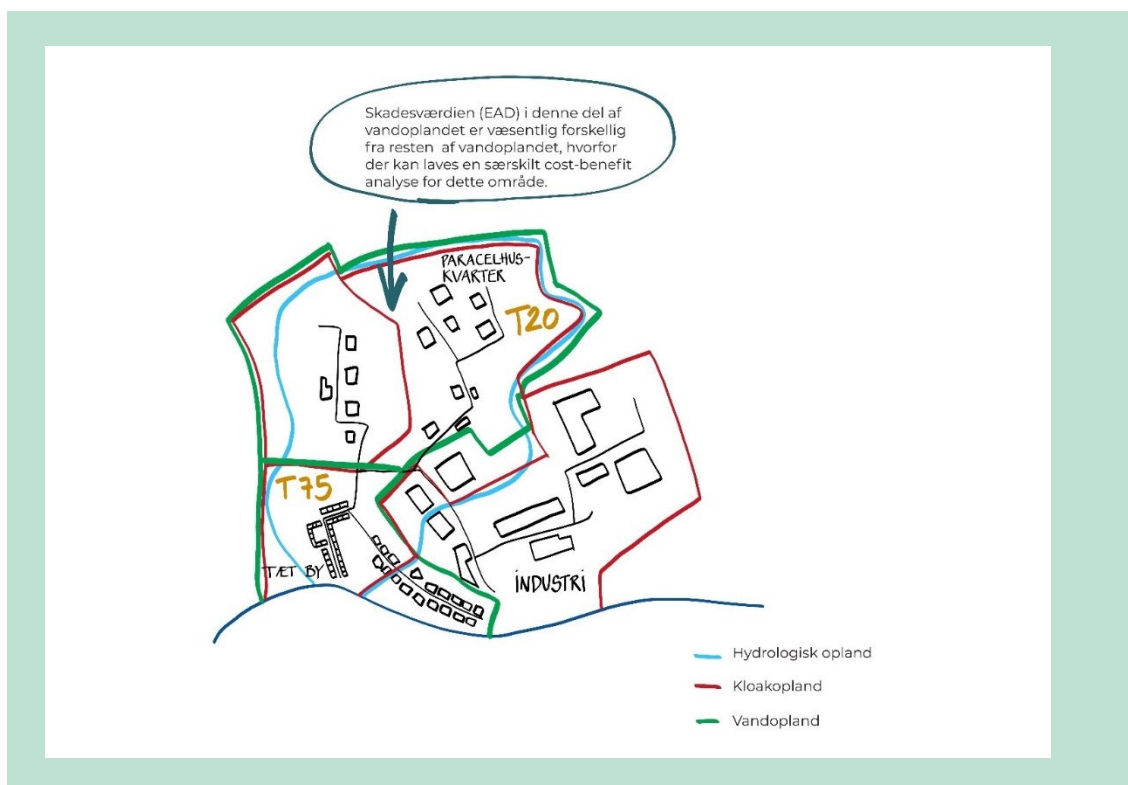 Skadesværdien (EAD) i denne del af
vandoplandet er væsentlig forskellig
fra resten af vandoplandet, hvorfor
der kan laves en særskilt cost-benefit
analyse for dette område.
PARACELHUS-
KVARTER
T20
T75
TÆT BY
INDUSTRI
Hydrologisk opland
Kloakopland
Vandopland